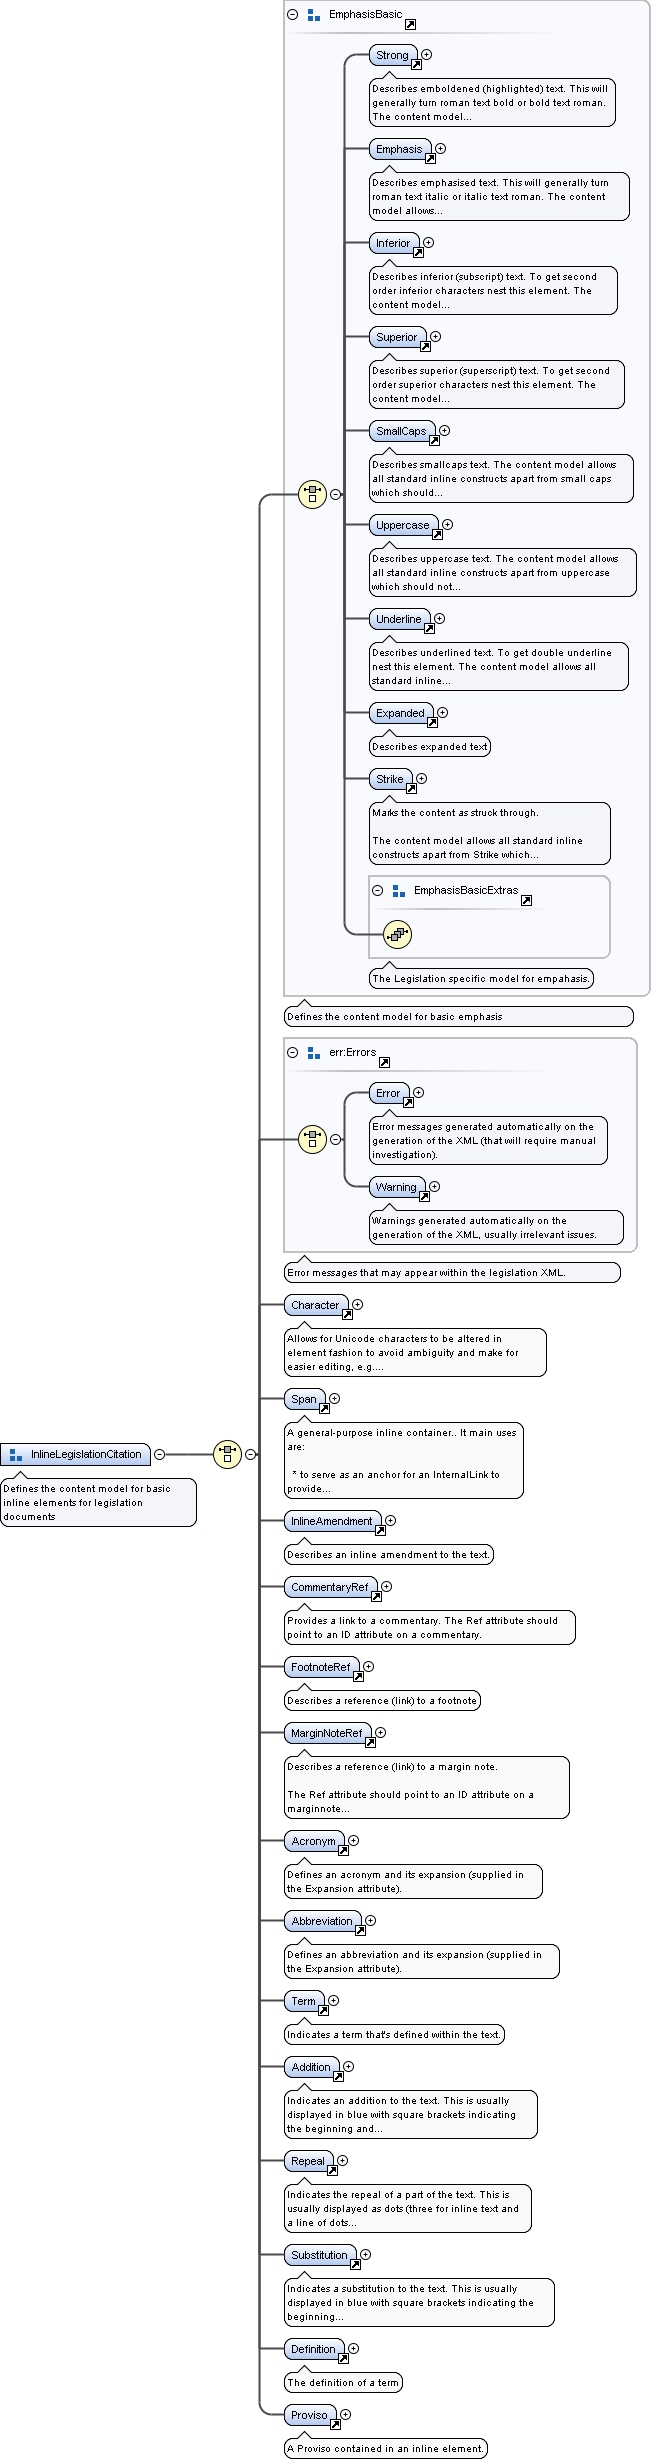 EmphasisBasic
Strong
Describes emboldened (highlighted) text. This will
generally turn roman text bold or bold text roman.
The content model...
Emphasis
Describes emphasised text. This will generally turn
roman text italic or italic text roman. The content
model allows...
Inferior
Describes inferior (subscript) text. To get second
order inferior characters nest this element. The
content model...
Superior
Describes superior (superscript) text. To get second
order superior characters nest this element. The
content model...
SmallCaps
Describes smallcaps text. The content model allows
all standard inline constructs apart from small caps
which should...
Uppercase
Describes uppercase text. The content model allows
all standard inline constructs apart from uppercase
which should not...
Underline
Describes underlined text. To get double underline
nest this element. The content model allows all
standard inline...
Expanded
Describes expanded text
Strike
Marks the content as struck through.
The content model allows all standard inline
constructs apart from Strike which...
EmphasisBasicExtras
The Legislation specific model for empahasis.
Defines the content model for basic emphasis
err:Errors
Error
Error messages generated automatically on the
generation of the XML (that will require manual
investigation).
Warning
Warnings generated automatically on the
generation of the XML, usually irrelevant issues.
Error messages that may appear within the legislation XML.
Character
Allows for Unicode characters to be altered in
element fashion to avoid ambiguity and make for
easier editing, e.g....
Span
A general-purpose inline container.. It main uses
are:
* to serve as an anchor for an InternalLink to
provide...
InlineLegislationCitation
Defines the content model for basic
inline elements for legislation
documents
InlineAmendment
Describes an inline amendment to the text.
CommentaryRef
Provides a link to a commentary. The Ref attribute should
point to an ID attribute on a commentary.
FootnoteRef
Describes a reference (link) to a footnote
MarginNoteRef
Describes a reference (link) to a margin note.
The Ref attribute should point to an ID attribute on a
marginnote...
Acronym
Defines an acronym and its expansion (supplied in
the Expansion attribute).
Abbreviation
Defines an abbreviation and its expansion (supplied in
the Expansion attribute).
Term
Indicates a term that's defined within the text.
Addition
Indicates an addition to the text. This is usually
displayed in blue with square brackets indicating
the beginning and...
Repeal
Indicates the repeal of a part of the text. This is
usually displayed as dots (three for inline text and
a line of dots...
Substitution
Indicates a substitution to the text. This is usually
displayed in blue with square brackets indicating the
beginning...
Definition
The definition of a term
Proviso
A Proviso contained in an inline element.